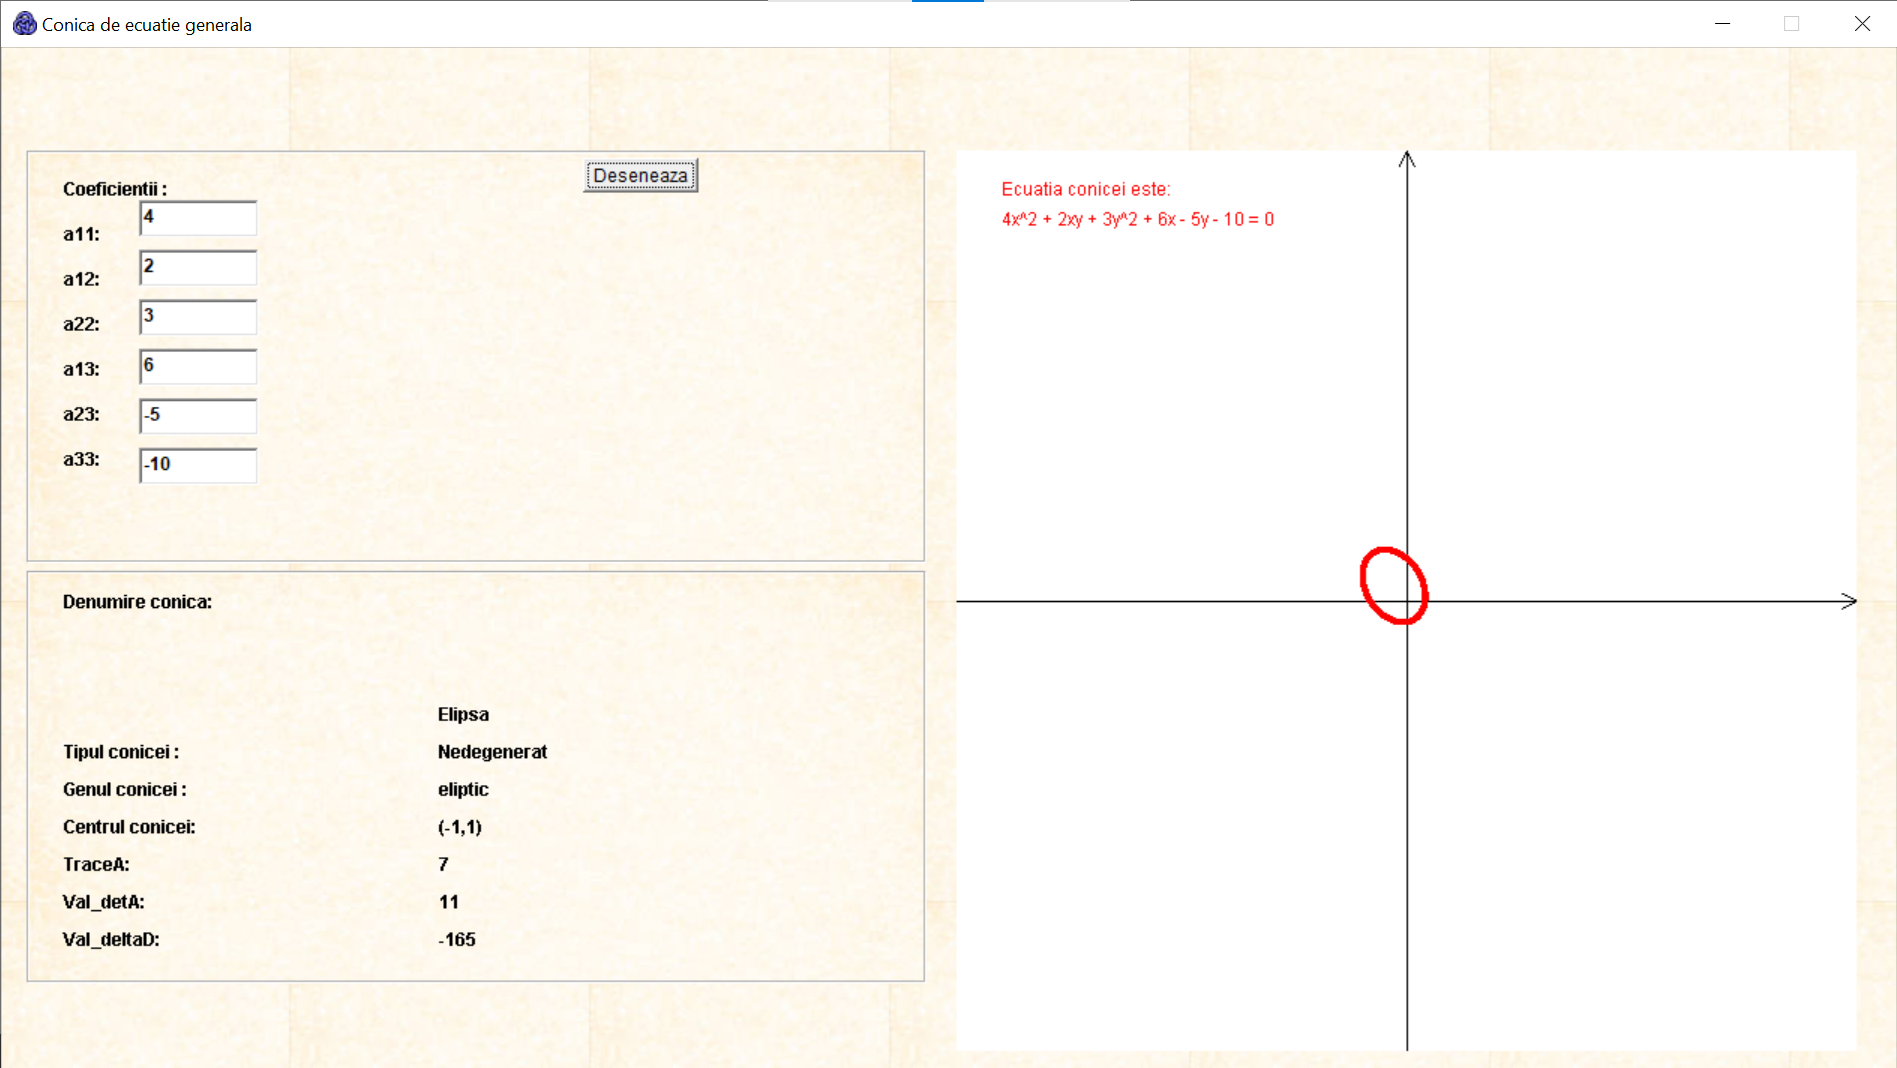 Conica de ecuatie generala
Deseneaza
Coeficientii :
a11: 4
a12: 2
a22: 3
a13: 6
a23: -5
a33: -10
Denumire conica:
Elipsa
Tipul conicei : Nedegenerat
Genul conicei : eliptic
Centrul conicei: (-1,1)
TraceA: 7
Val_detA: 11
Val_deltaD: -165
Ecuatia conicei este:
4x^2 + 2xy + 3y^2 + 6x - 5y - 10 = 0